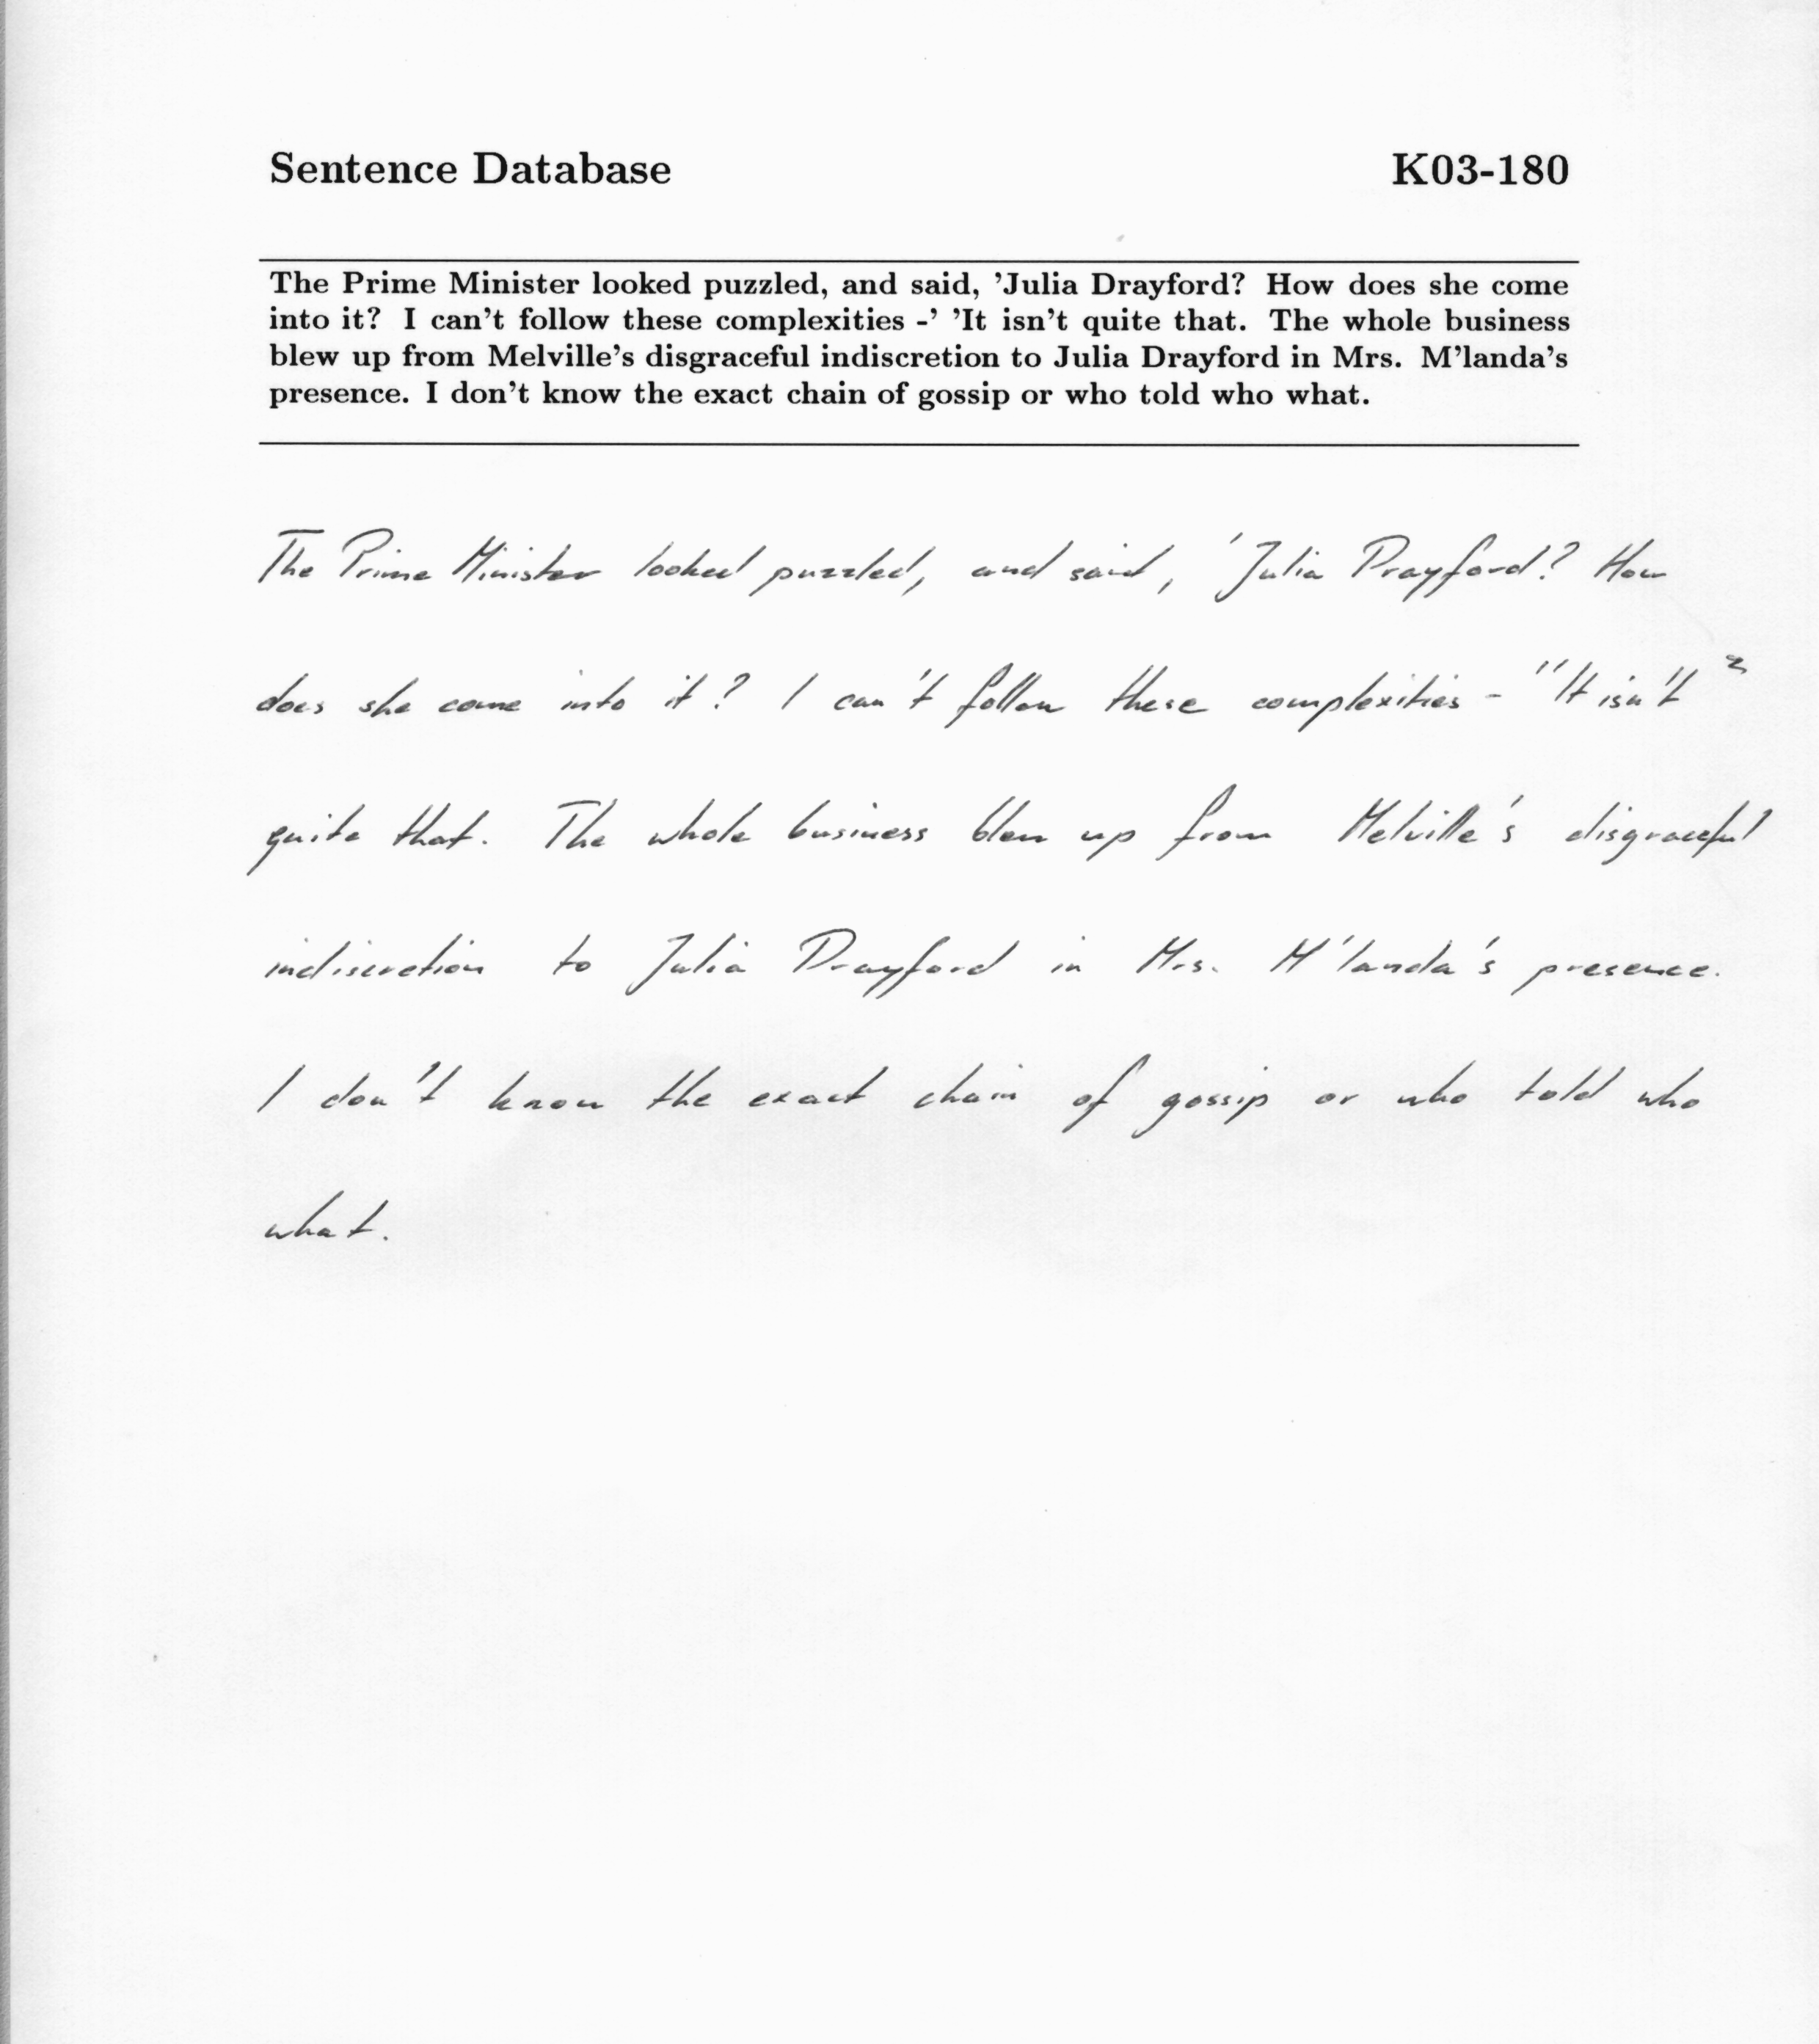 Sentence Database K03-180
The Prime Minister looked puzzled, and said, 'Julia Drayford? How does she come
into it? I can't follow these complexities -' 'It isn't quite that. The whole business
blew up from Melville's disgraceful indiscretion to Julia Drayford in Mrs. M'landa's
presence. I don't know the exact chain of gossip or who told who what.
The Prime Minister looked puzzled, and said, 'Julia Drayford? How
does she come into it? I can't follow these complexities - "It isn't
quite that. The whole business blew up from Melville's disgraceful
indiscretion to Julia Drayford in Mrs. M'landa's presence.
I don't know the exact chain of gossip or who told who
what.